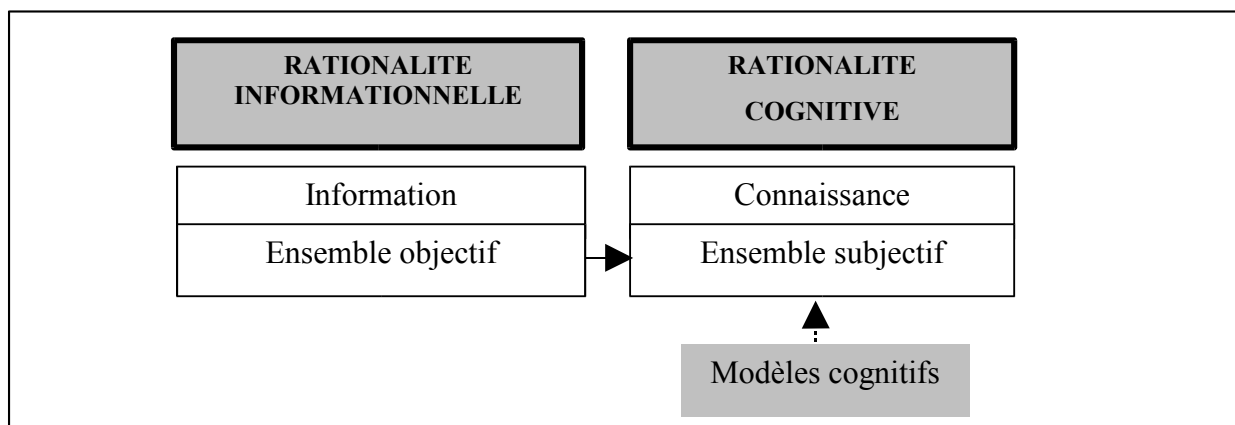 RATIONALITE
INFORMATIONNELLE
RATIONALITE
COGNITIVE
Information
Ensemble objectif
Connaissance
Ensemble subjectif
Modèles cognitifs